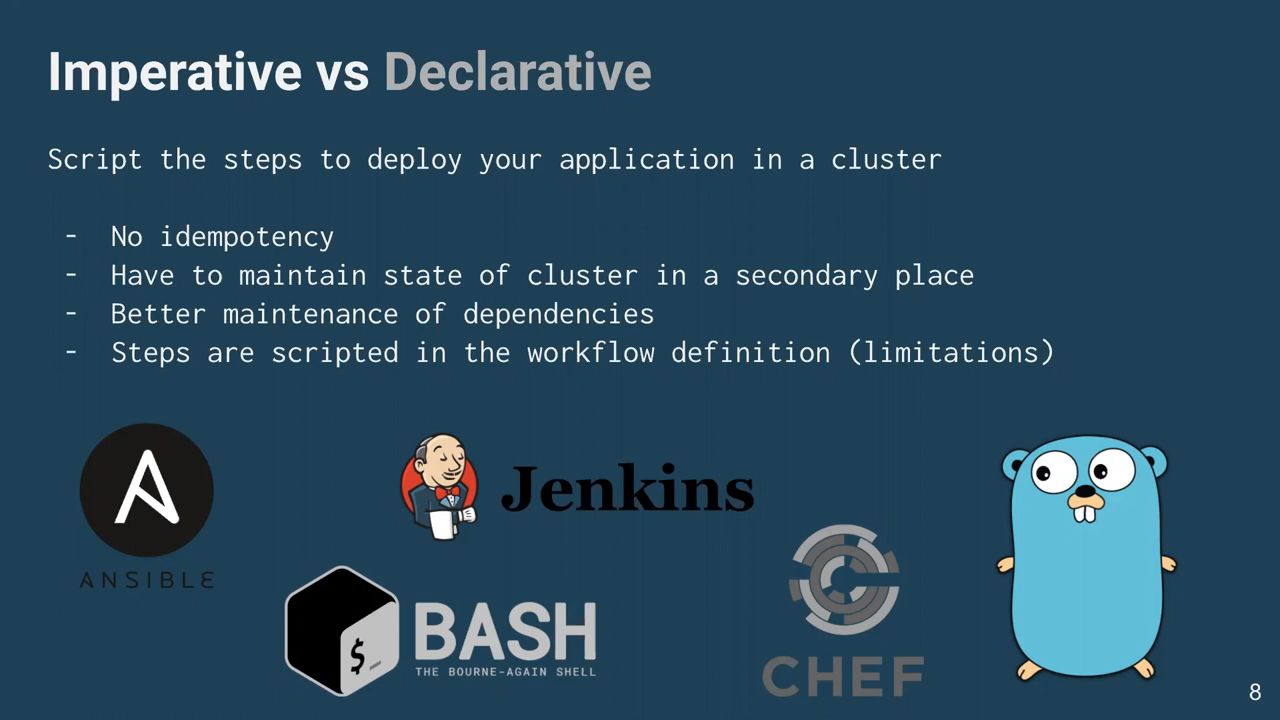 Imperative vs Declarative
Script the steps to deploy your application in a cluster
- No idempotency
- Have to maintain state of cluster in a secondary place
- Better maintenance of dependencies
- Steps are scripted in the workflow definition (limitations)
Jenkins
ANSIBLE
$_
BASH
THE BOURNE-AGAIN SHELL
CHEF
8